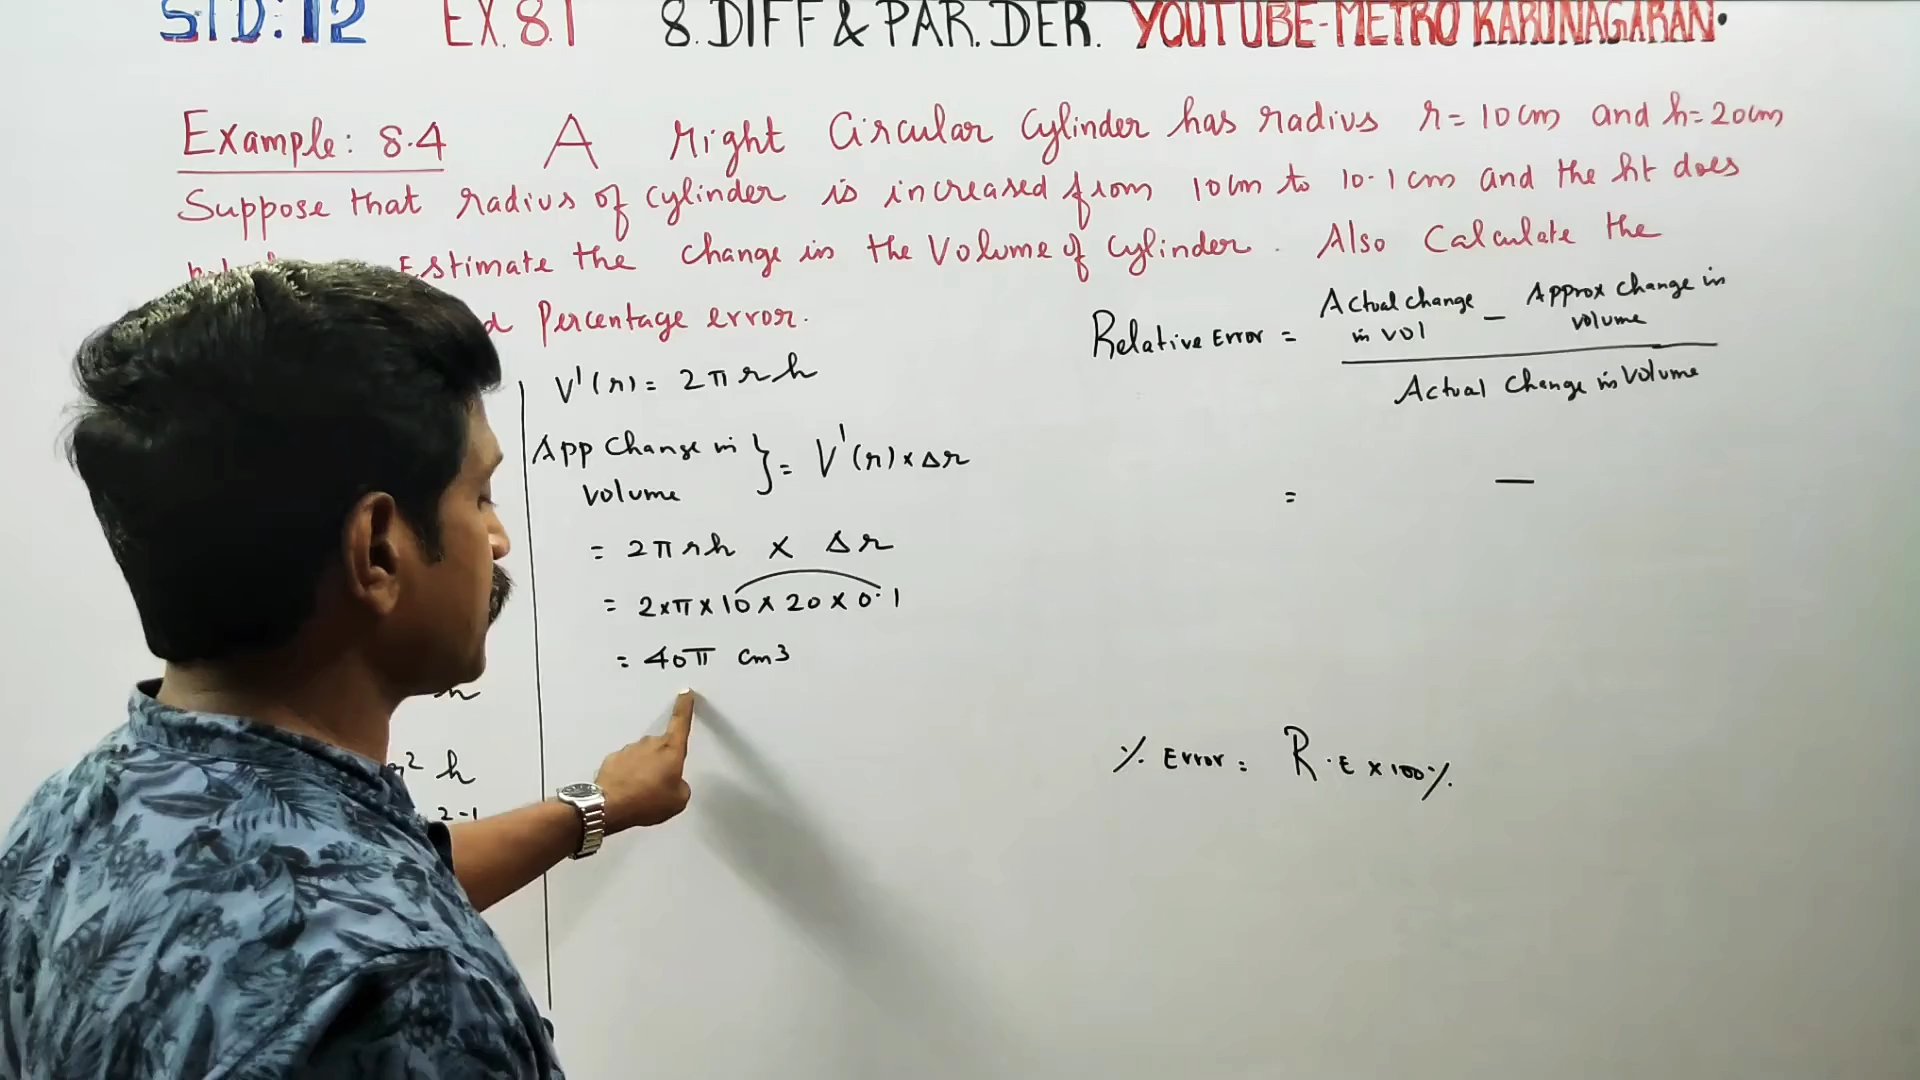 STD:12 EX.8.1 8.DIFF & PAR.DER. YOUTUBE-METRO KARUNAGARAN.
Example: 8.4 A right Circular Cylinder has radius r=10cm and h=20cm
Suppose that radius of cylinder is increased from 10cm to 10.1cm and the ht does
Estimate the change in the Volume of cylinder. Also Calculate the
Percentage error.
V'(r) = 2πrh
App Change in volume } = V'(r) × Δr
= 2πrh × Δr
= 2×π×10×20×0.1
= 40π cm3
h
r² h
2-1
Relative Error = Actual change in vol - Approx change in volume
Actual Change in Volume
= -
% Error = R.E × 100%